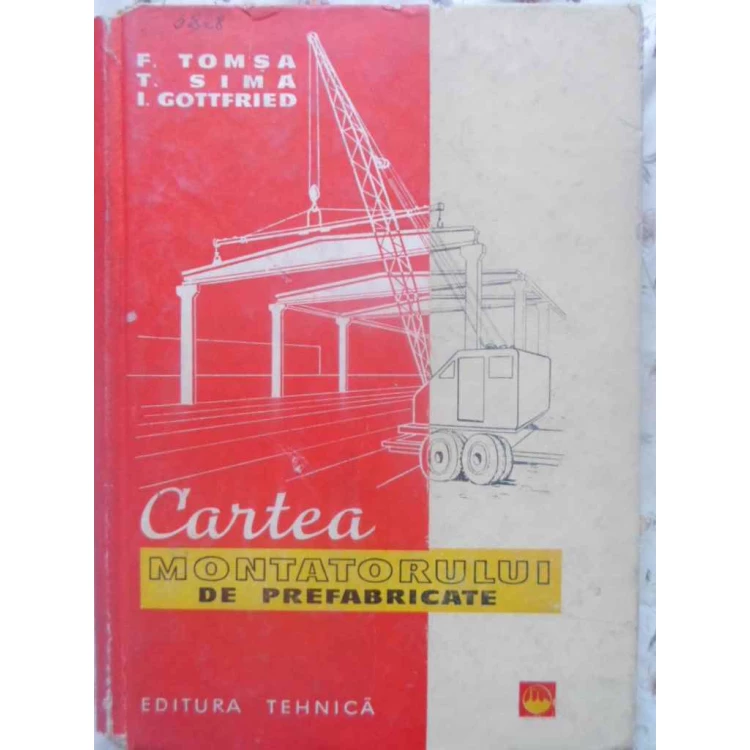 F. TOMȘA
T. SIMA
I. GOTTFRIED
Cartea
MONTATORULUI
DE PREFABRICATE
EDITURA TEHNICĂ